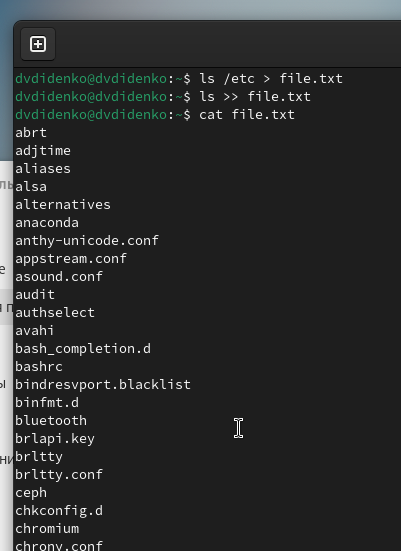 dvdidenko@dvdidenko:~$ ls /etc > file.txt
dvdidenko@dvdidenko:~$ ls >> file.txt
dvdidenko@dvdidenko:~$ cat file.txt
abrt
adjtime
aliases
alsa
alternatives
anaconda
anthy-unicode.conf
appstream.conf
asound.conf
audit
authselect
avahi
bash_completion.d
bashrc
bindresvport.blacklist
binfmt.d
bluetooth
brlapi.key
brltty
brltty.conf
ceph
chkconfig.d
chromium
chrony.conf